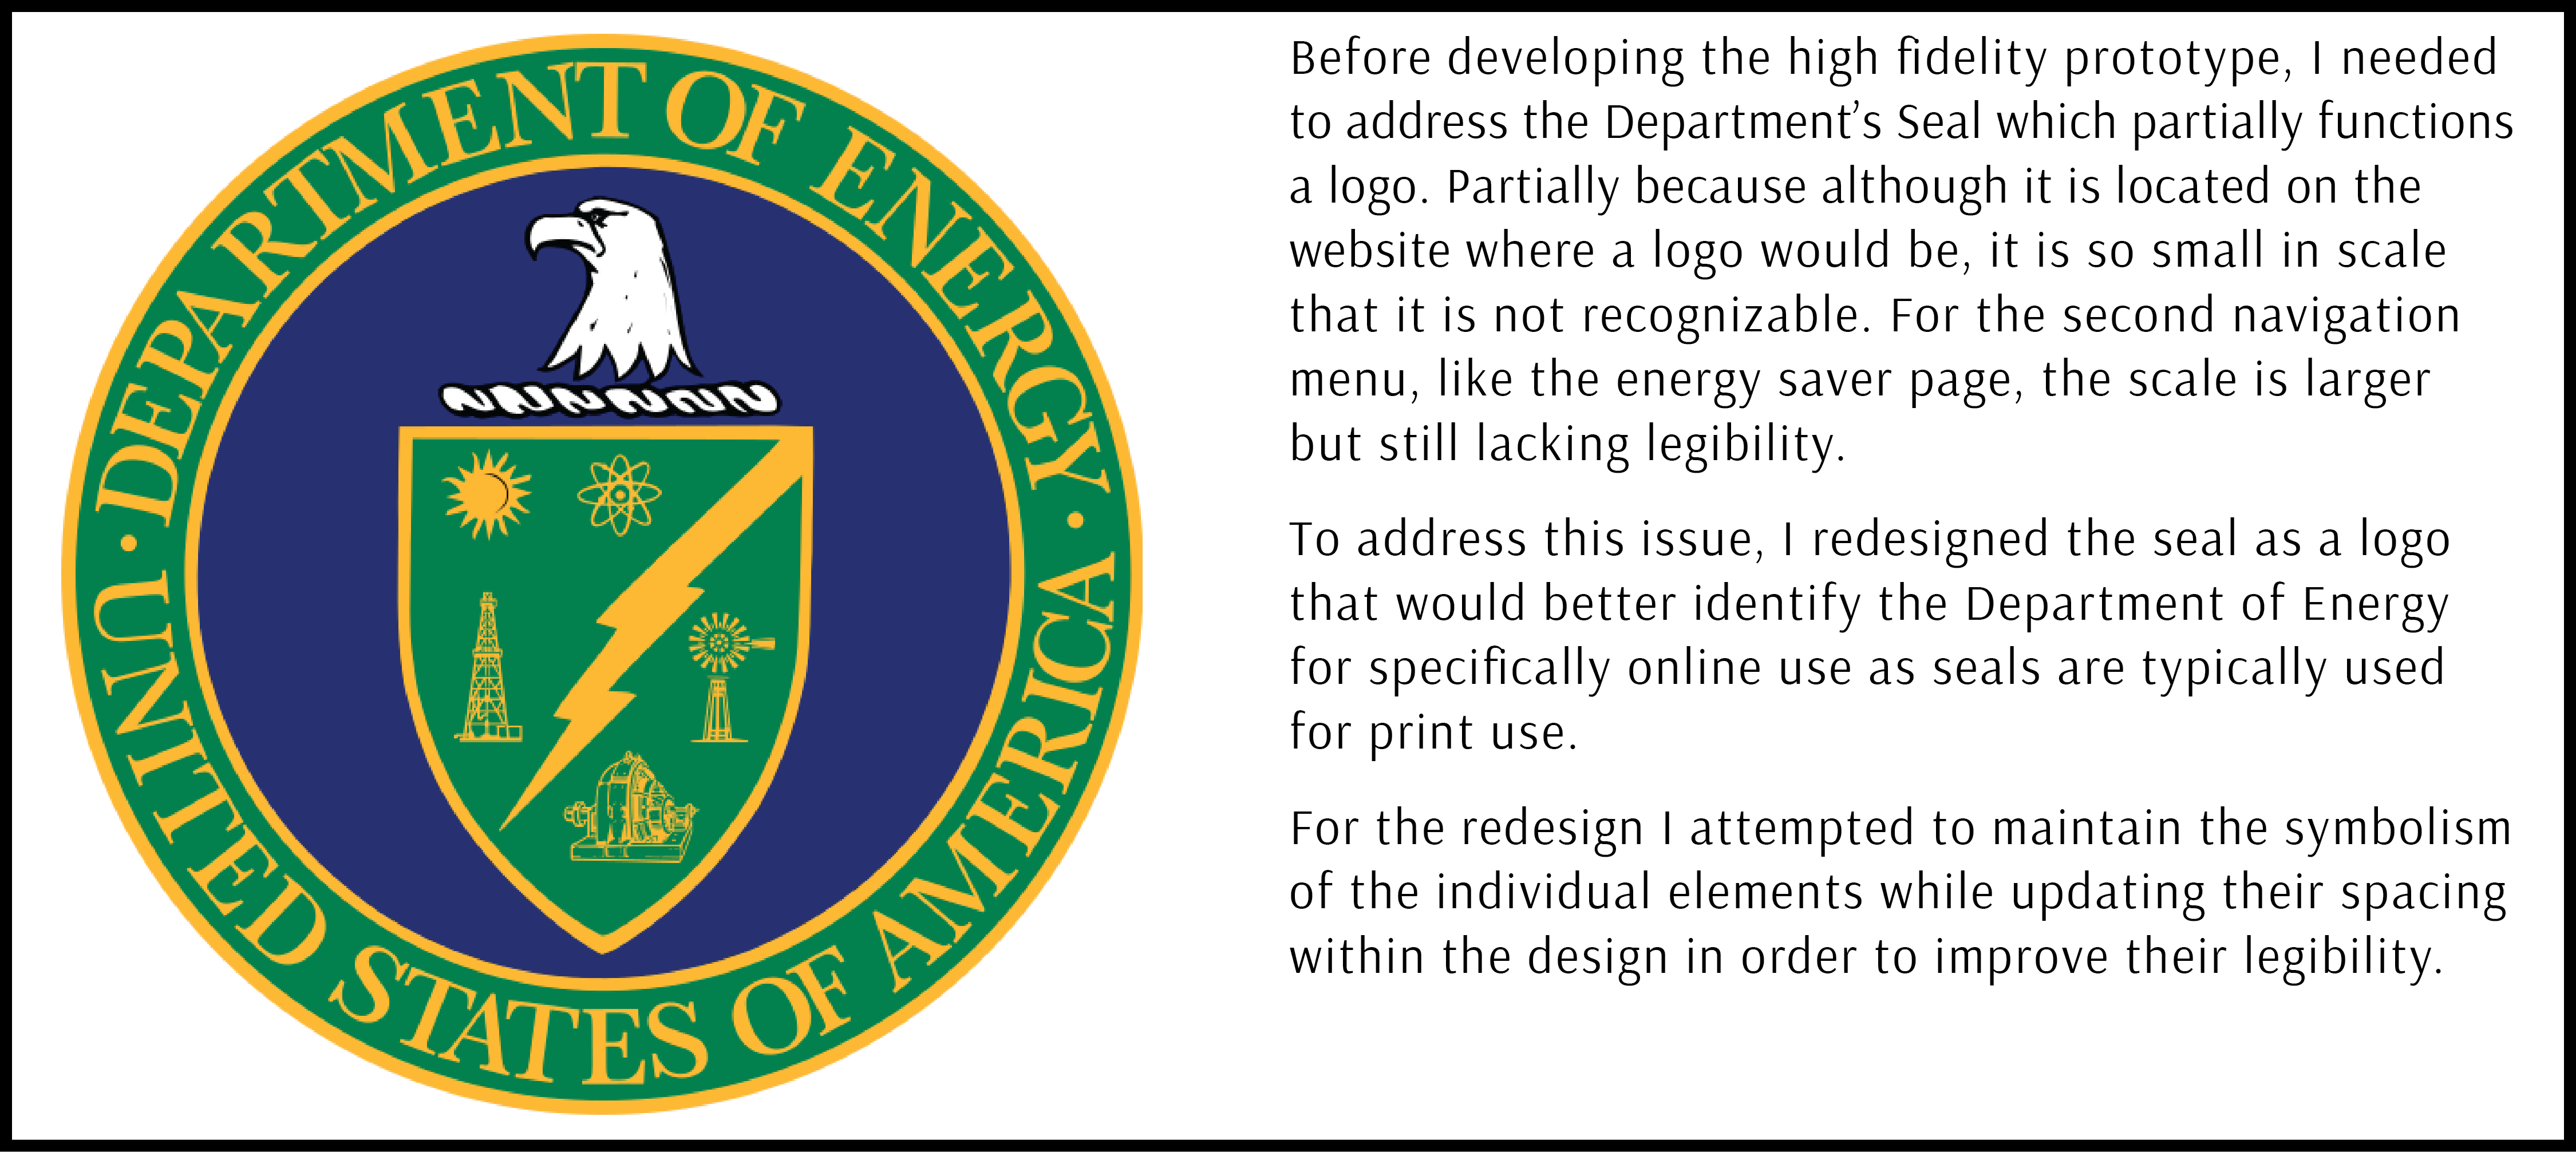 DEPARTMENT OF ENERGY
UNITED STATES OF AMERICA
Before developing the high fidelity prototype, I needed
to address the Department’s Seal which partially functions
a logo. Partially because although it is located on the
website where a logo would be, it is so small in scale
that it is not recognizable. For the second navigation
menu, like the energy saver page, the scale is larger
but still lacking legibility.
To address this issue, I redesigned the seal as a logo
that would better identify the Department of Energy
for specifically online use as seals are typically used
for print use.
For the redesign I attempted to maintain the symbolism
of the individual elements while updating their spacing
within the design in order to improve their legibility.